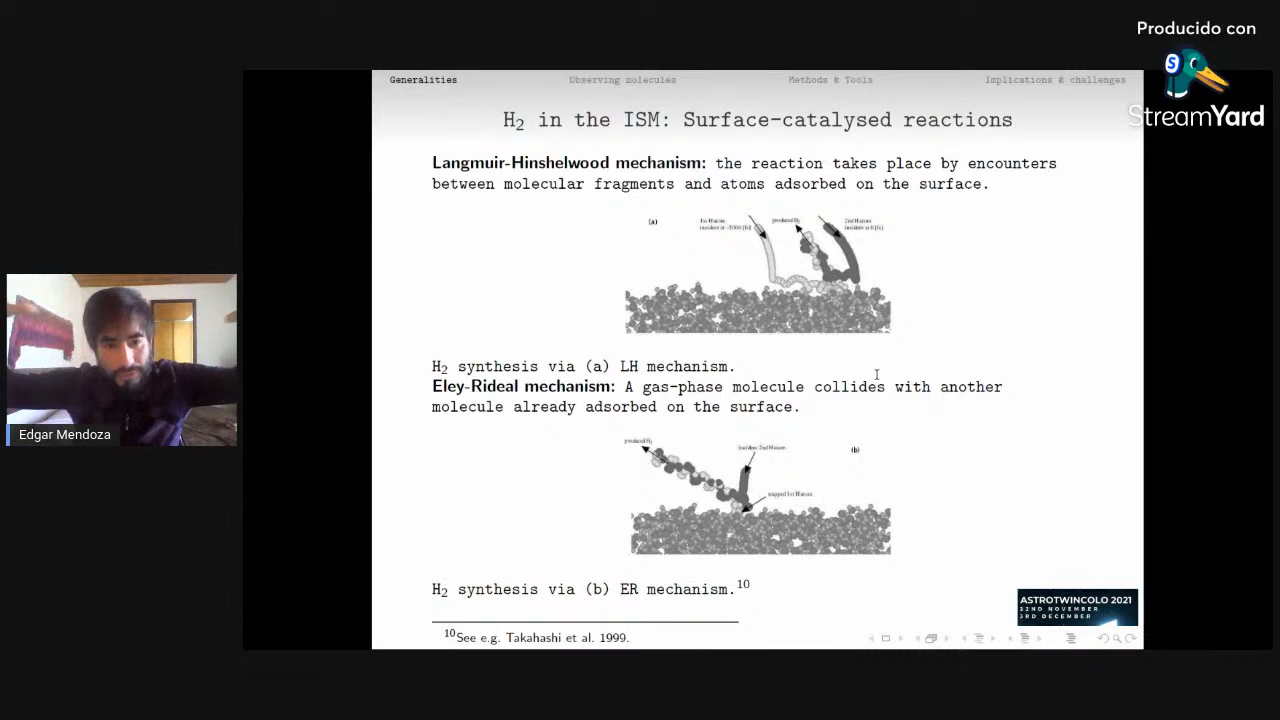 Producido con
StreamYard
Generalities Observing molecules Methods & Tools Implications & challenges
H2 in the ISM: Surface-catalysed reactions
Langmuir-Hinshelwood mechanism: the reaction takes place by encounters
between molecular fragments and atoms adsorbed on the surface.
(a)
produced H2
H2 synthesis via (a) LH mechanism.
Eley-Rideal mechanism: A gas-phase molecule collides with another
molecule already adsorbed on the surface.
produced H2
(b)
H2 synthesis via (b) ER mechanism.10
10See e.g. Takahashi et al. 1999.
ASTROTWINCOLO 2021
22ND NOVEMBER
3RD DECEMBER
Edgar Mendoza